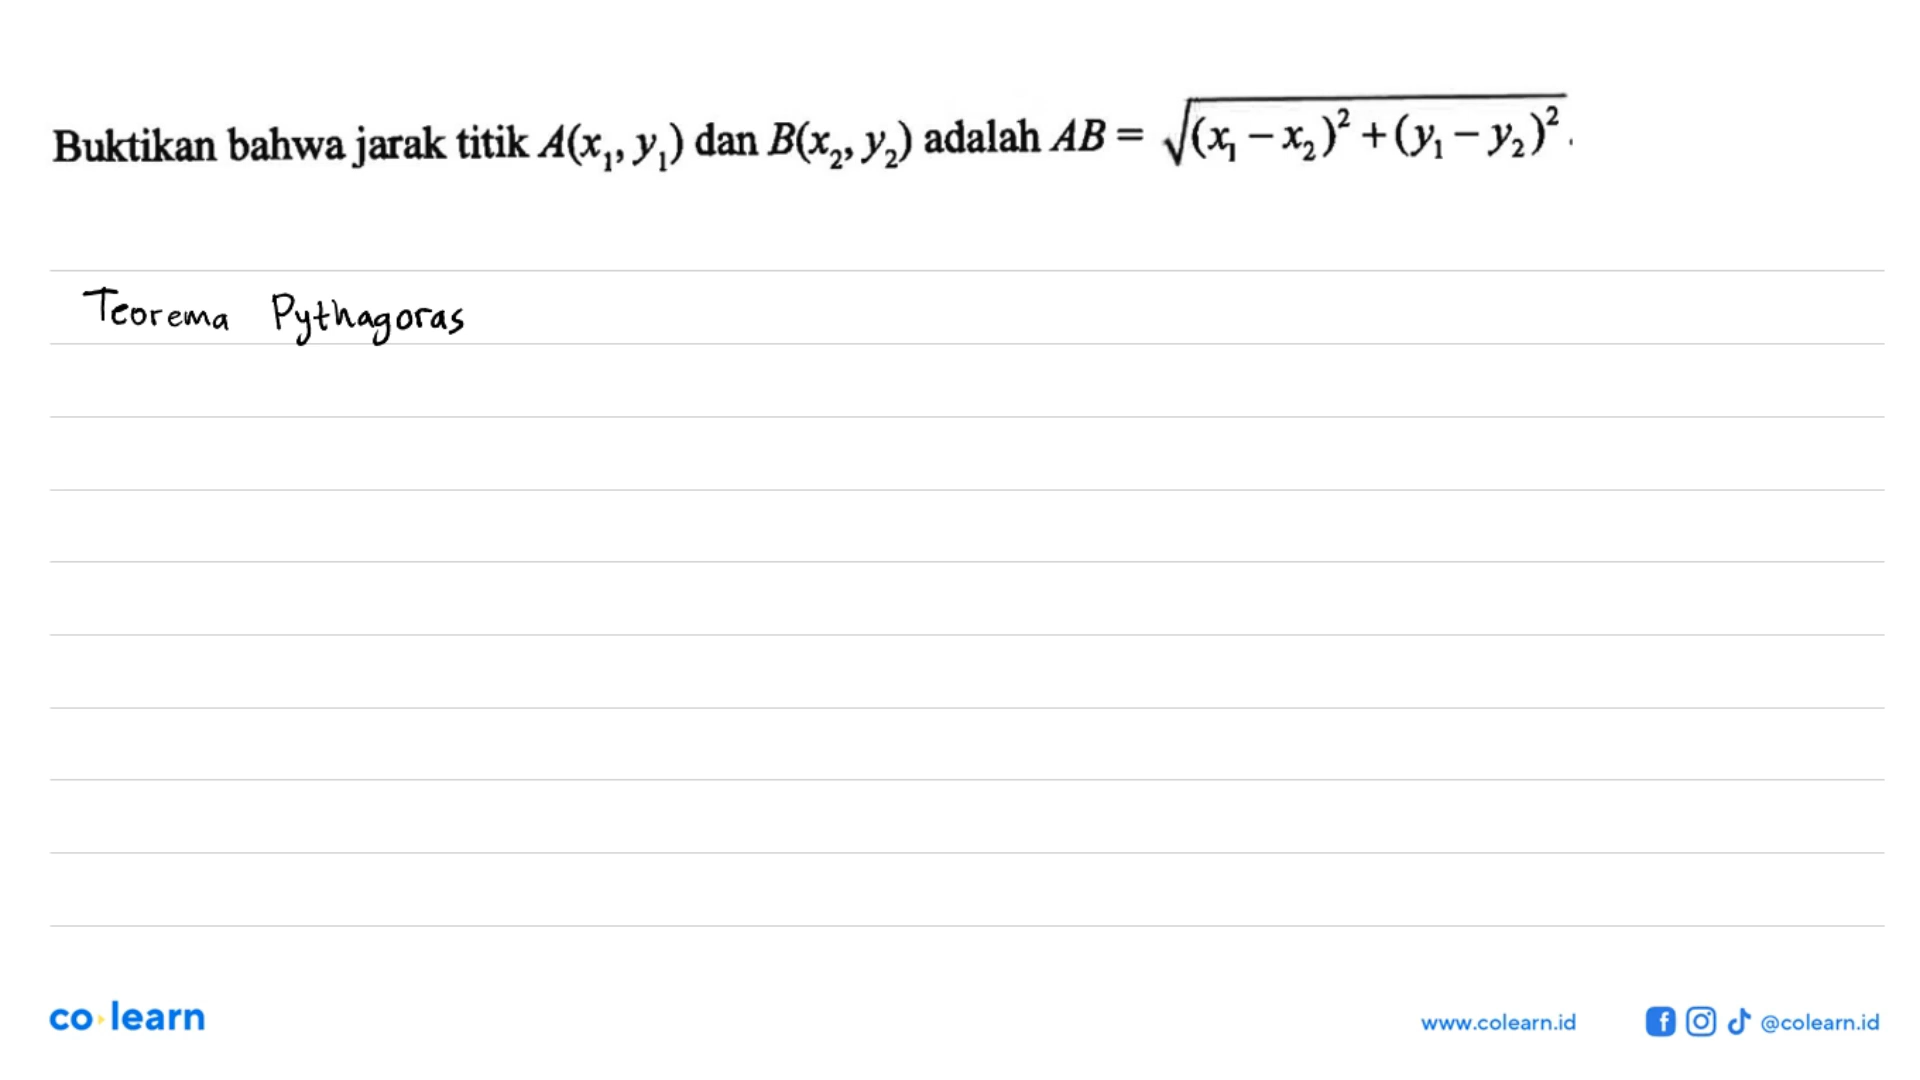 Buktikan bahwa jarak titik A(x₁, y₁) dan B(x₂, y₂) adalah AB = √((x₁ − x₂)² + (y₁ − y₂)²).
Teorema Pythagoras
co learn
www.colearn.id
@colearn.id